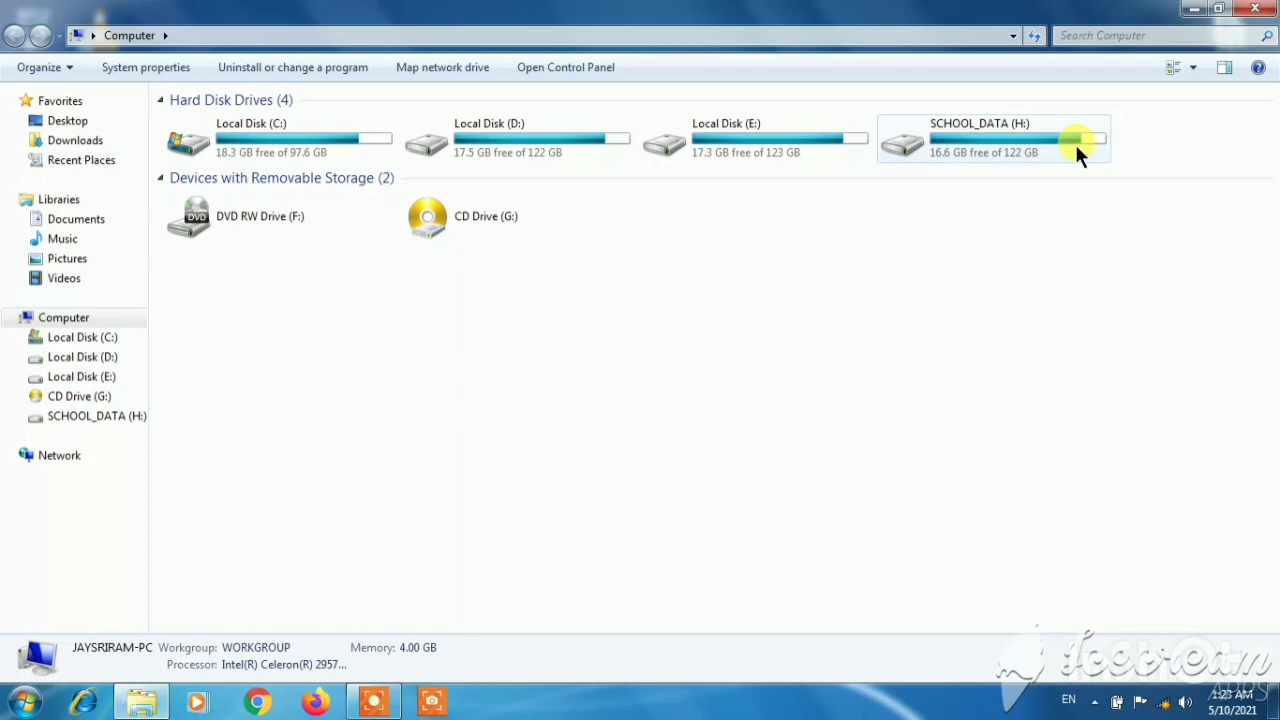 Computer
Search Computer
Organize
System properties
Uninstall or change a program
Map network drive
Open Control Panel
Favorites
Desktop
Downloads
Recent Places
Libraries
Documents
Music
Pictures
Videos
Computer
Local Disk (C:)
Local Disk (D:)
Local Disk (E:)
CD Drive (G:)
SCHOOL_DATA (H:)
Network
Hard Disk Drives (4)
Local Disk (C:)
18.3 GB free of 97.6 GB
Local Disk (D:)
17.5 GB free of 122 GB
Local Disk (E:)
17.3 GB free of 123 GB
SCHOOL_DATA (H:)
16.6 GB free of 122 GB
Devices with Removable Storage (2)
DVD
DVD RW Drive (F:)
CD Drive (G:)
JAYSRIRAM-PC
Workgroup: WORKGROUP
Memory: 4.00 GB
Processor: Intel(R) Celeron(R) 2957...
Icecream
APPS
EN
1:23 AM
5/10/2021